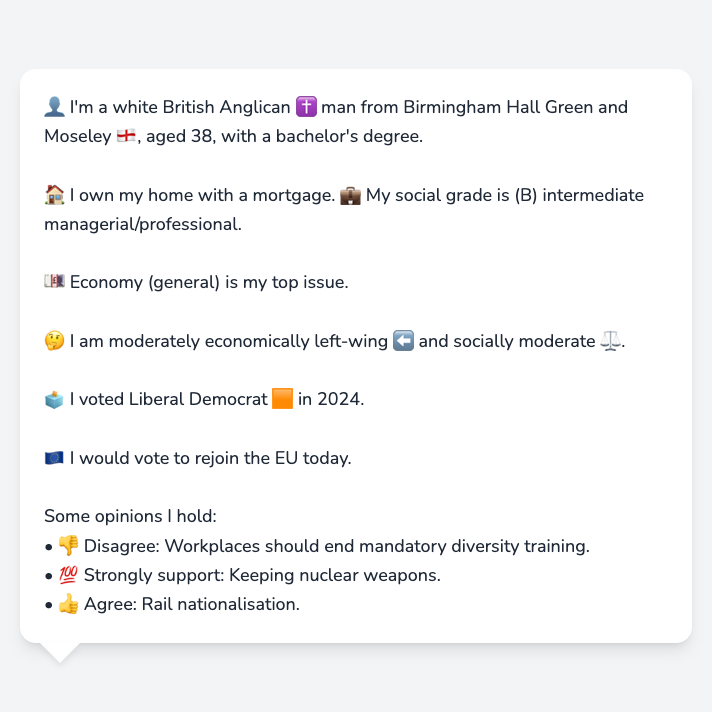 👤 I'm a white British Anglican ✝️ man from Birmingham Hall Green and
Moseley 🏴󠁧󠁢󠁥󠁮󠁧󠁿, aged 38, with a bachelor's degree.
🏠 I own my home with a mortgage. 💼 My social grade is (B) intermediate
managerial/professional.
💷 Economy (general) is my top issue.
🤔 I am moderately economically left-wing ⬅️ and socially moderate ⚖️.
🗳️ I voted Liberal Democrat 🟧 in 2024.
🇪🇺 I would vote to rejoin the EU today.
Some opinions I hold:
• 👎 Disagree: Workplaces should end mandatory diversity training.
• 💯 Strongly support: Keeping nuclear weapons.
• 👍 Agree: Rail nationalisation.